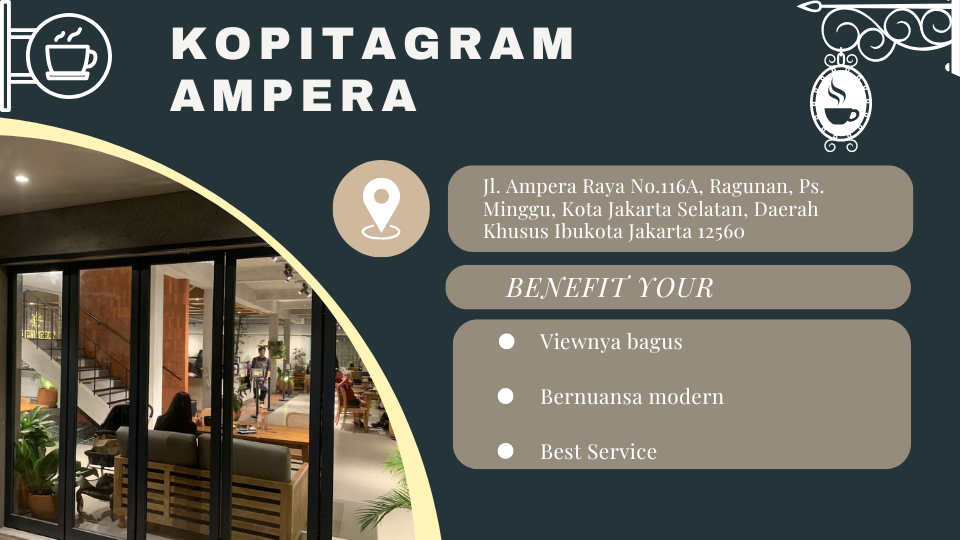 KOPITAGRAM
AMPERA
Jl. Ampera Raya No.116A, Ragunan, Ps.
Minggu, Kota Jakarta Selatan, Daerah
Khusus Ibukota Jakarta 12560
BENEFIT YOUR
Viewnya bagus
Bernuansa modern
Best Service